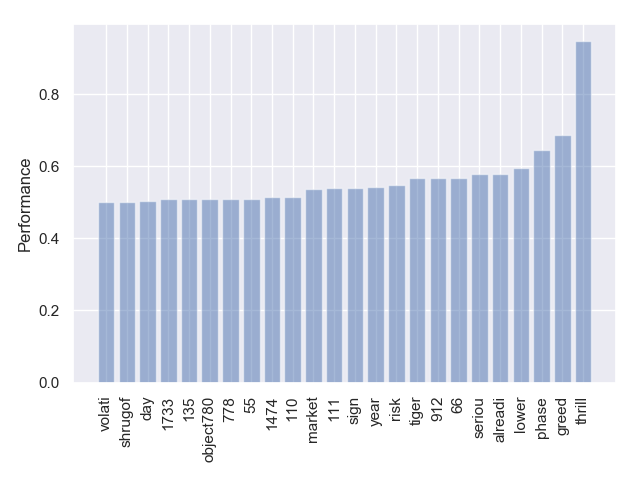 0.8
0.6
0.4
0.2
0.0
Performance
volati
shrugof
day
1733
135
object780
778
55
1474
110
market
111
sign
year
risk
tiger
912
66
seriou
alreadi
lower
phase
greed
thrill